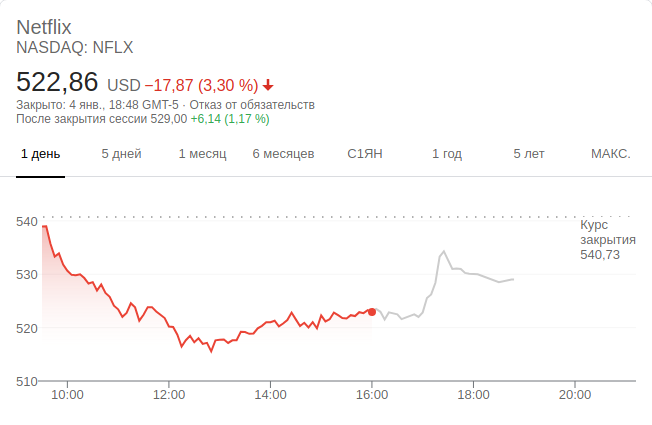 Netflix
NASDAQ: NFLX
522,86 USD −17,87 (3,30 %)
Закрыто: 4 янв., 18:48 GMT-5 · Отказ от обязательств
После закрытия сессии 529,00 +6,14 (1,17 %)
1 день 5 дней 1 месяц 6 месяцев С1ЯН 1 год 5 лет МАКС.
540
Курс
закрытия
540,73
530
520
510
10:00 12:00 14:00 16:00 18:00 20:00